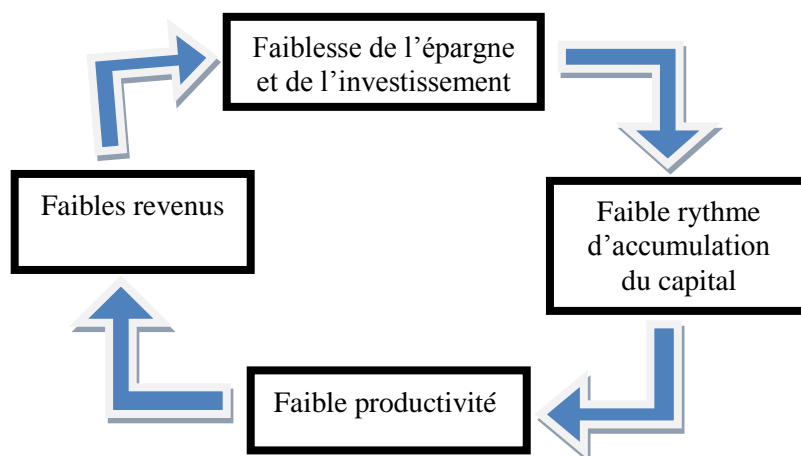 Faiblesse de l’épargne
et de l’investissement
Faibles revenus
Faible rythme
d’accumulation
du capital
Faible productivité